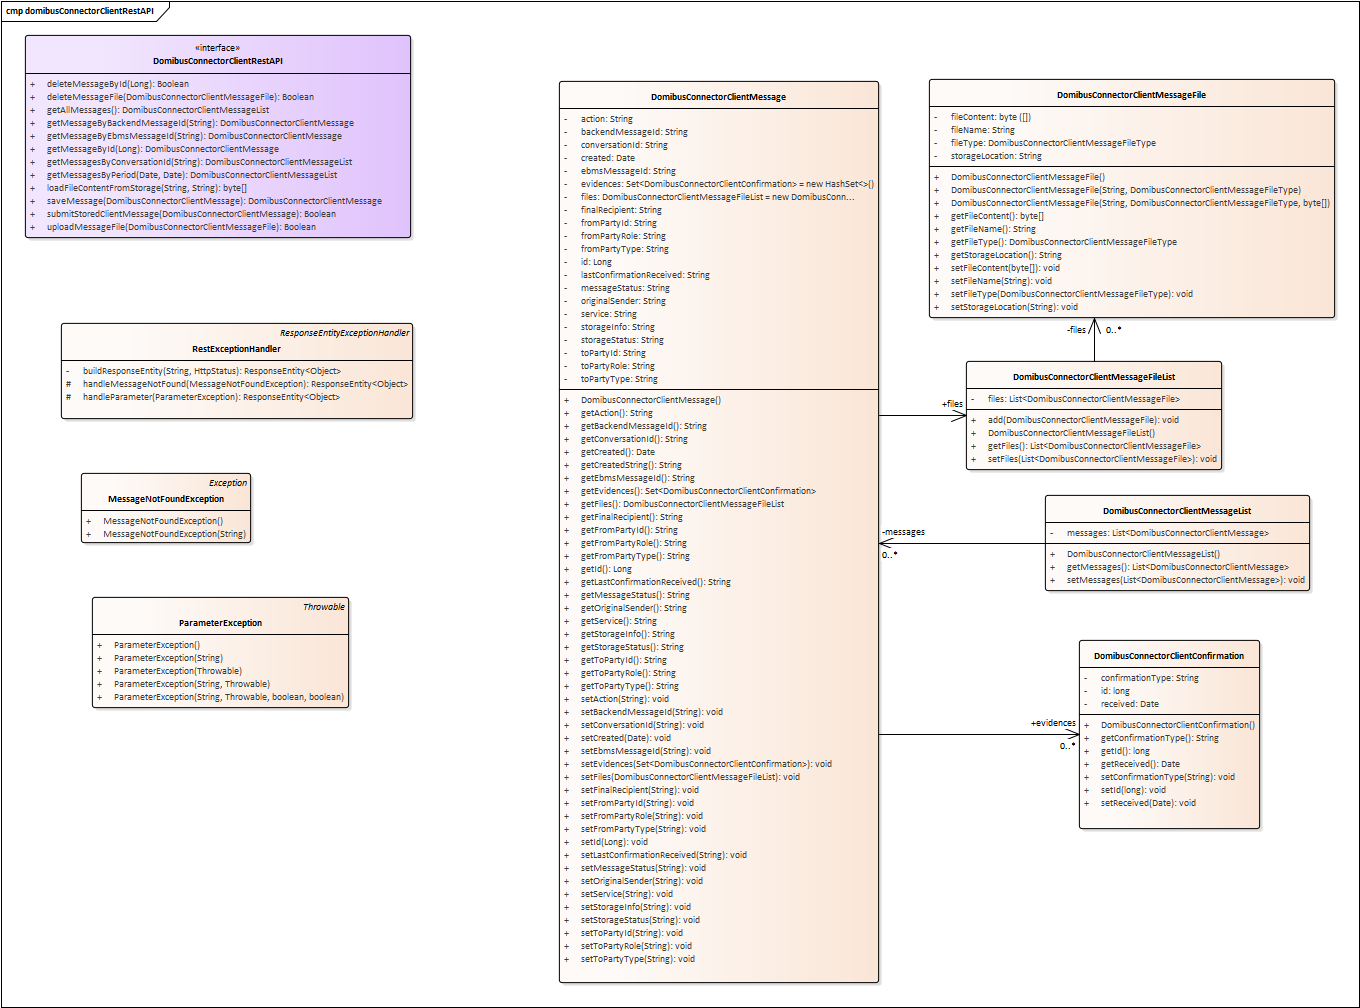 cmp domibusConnectorClientRestAPI
«interface»
DomibusConnectorClientRestAPI
+ deleteMessageById(Long): Boolean
+ deleteMessageFile(DomibusConnectorClientMessageFile): Boolean
+ getAllMessages(): DomibusConnectorClientMessageList
+ getMessageByBackendMessageId(String): DomibusConnectorClientMessage
+ getMessageByEbmsMessageId(String): DomibusConnectorClientMessage
+ getMessageById(Long): DomibusConnectorClientMessage
+ getMessagesByConversationId(String): DomibusConnectorClientMessageList
+ getMessagesByPeriod(Date, Date): DomibusConnectorClientMessageList
+ loadFileContentFromStorage(String, String): byte[]
+ saveMessage(DomibusConnectorClientMessage): DomibusConnectorClientMessage
+ submitStoredClientMessage(DomibusConnectorClientMessage): Boolean
+ uploadMessageFile(DomibusConnectorClientMessageFile): Boolean
ResponseEntityExceptionHandler
RestExceptionHandler
- buildResponseEntity(String, HttpStatus): ResponseEntity<Object>
# handleMessageNotFound(MessageNotFoundException): ResponseEntity<Object>
# handleParameter(ParameterException): ResponseEntity<Object>
Exception
MessageNotFoundException
+ MessageNotFoundException()
+ MessageNotFoundException(String)
Throwable
ParameterException
+ ParameterException()
+ ParameterException(String)
+ ParameterException(Throwable)
+ ParameterException(String, Throwable)
+ ParameterException(String, Throwable, boolean, boolean)
DomibusConnectorClientMessage
- action: String
- backendMessageId: String
- conversationId: String
- created: Date
- ebmsMessageId: String
- evidences: Set<DomibusConnectorClientConfirmation> = new HashSet<>()
- files: DomibusConnectorClientMessageFileList = new DomibusConn...
- finalRecipient: String
- fromPartyId: String
- fromPartyRole: String
- fromPartyType: String
- id: Long
- lastConfirmationReceived: String
- messageStatus: String
- originalSender: String
- service: String
- storageInfo: String
- storageStatus: String
- toPartyId: String
- toPartyRole: String
- toPartyType: String
+ DomibusConnectorClientMessage()
+ getAction(): String
+ getBackendMessageId(): String
+ getConversationId(): String
+ getCreated(): Date
+ getCreatedString(): String
+ getEbmsMessageId(): String
+ getEvidences(): Set<DomibusConnectorClientConfirmation>
+ getFiles(): DomibusConnectorClientMessageFileList
+ getFinalRecipient(): String
+ getFromPartyId(): String
+ getFromPartyRole(): String
+ getFromPartyType(): String
+ getId(): Long
+ getLastConfirmationReceived(): String
+ getMessageStatus(): String
+ getOriginalSender(): String
+ getService(): String
+ getStorageInfo(): String
+ getStorageStatus(): String
+ getToPartyId(): String
+ getToPartyRole(): String
+ getToPartyType(): String
+ setAction(String): void
+ setBackendMessageId(String): void
+ setConversationId(String): void
+ setCreated(Date): void
+ setEbmsMessageId(String): void
+ setEvidences(Set<DomibusConnectorClientConfirmation>): void
+ setFiles(DomibusConnectorClientMessageFileList): void
+ setFinalRecipient(String): void
+ setFromPartyId(String): void
+ setFromPartyRole(String): void
+ setFromPartyType(String): void
+ setId(Long): void
+ setLastConfirmationReceived(String): void
+ setMessageStatus(String): void
+ setOriginalSender(String): void
+ setService(String): void
+ setStorageInfo(String): void
+ setStorageStatus(String): void
+ setToPartyId(String): void
+ setToPartyRole(String): void
+ setToPartyType(String): void
DomibusConnectorClientMessageFile
- fileContent: byte ([])
- fileName: String
- fileType: DomibusConnectorClientMessageFileType
- storageLocation: String
+ DomibusConnectorClientMessageFile()
+ DomibusConnectorClientMessageFile(String, DomibusConnectorClientMessageFileType)
+ DomibusConnectorClientMessageFile(String, DomibusConnectorClientMessageFileType, byte[])
+ getFileContent(): byte[]
+ getFileName(): String
+ getFileType(): DomibusConnectorClientMessageFileType
+ getStorageLocation(): String
+ setFileContent(byte[]): void
+ setFileName(String): void
+ setFileType(DomibusConnectorClientMessageFileType): void
+ setStorageLocation(String): void
-files 0..*
DomibusConnectorClientMessageFileList
- files: List<DomibusConnectorClientMessageFile>
+ add(DomibusConnectorClientMessageFile): void
+ DomibusConnectorClientMessageFileList()
+ getFiles(): List<DomibusConnectorClientMessageFile>
+ setFiles(List<DomibusConnectorClientMessageFile>): void
+files
DomibusConnectorClientMessageList
- messages: List<DomibusConnectorClientMessage>
+ DomibusConnectorClientMessageList()
+ getMessages(): List<DomibusConnectorClientMessage>
+ setMessages(List<DomibusConnectorClientMessage>): void
-messages
0..*
DomibusConnectorClientConfirmation
- confirmationType: String
- id: long
- received: Date
+ DomibusConnectorClientConfirmation()
+ getConfirmationType(): String
+ getId(): long
+ getReceived(): Date
+ setConfirmationType(String): void
+ setId(long): void
+ setReceived(Date): void
+evidences
0..*